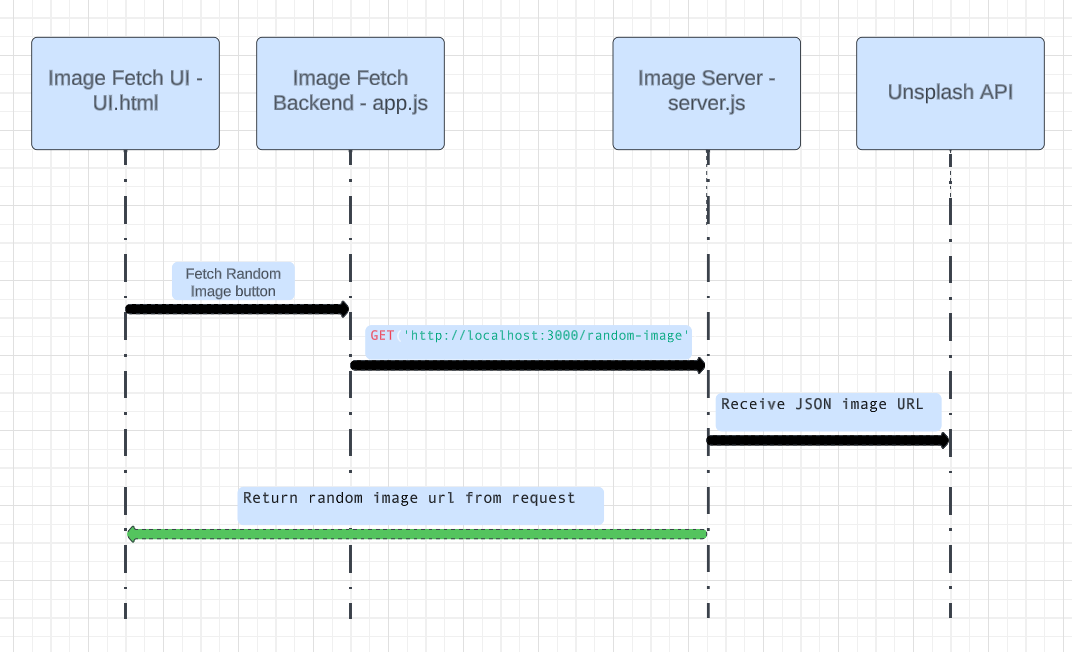 Image Fetch UI -
UI.html
Image Fetch
Backend - app.js
Image Server -
server.js
Unsplash API
Fetch Random
Image button
GET('http://localhost:3000/random-image'
Receive JSON image URL
Return random image url from request